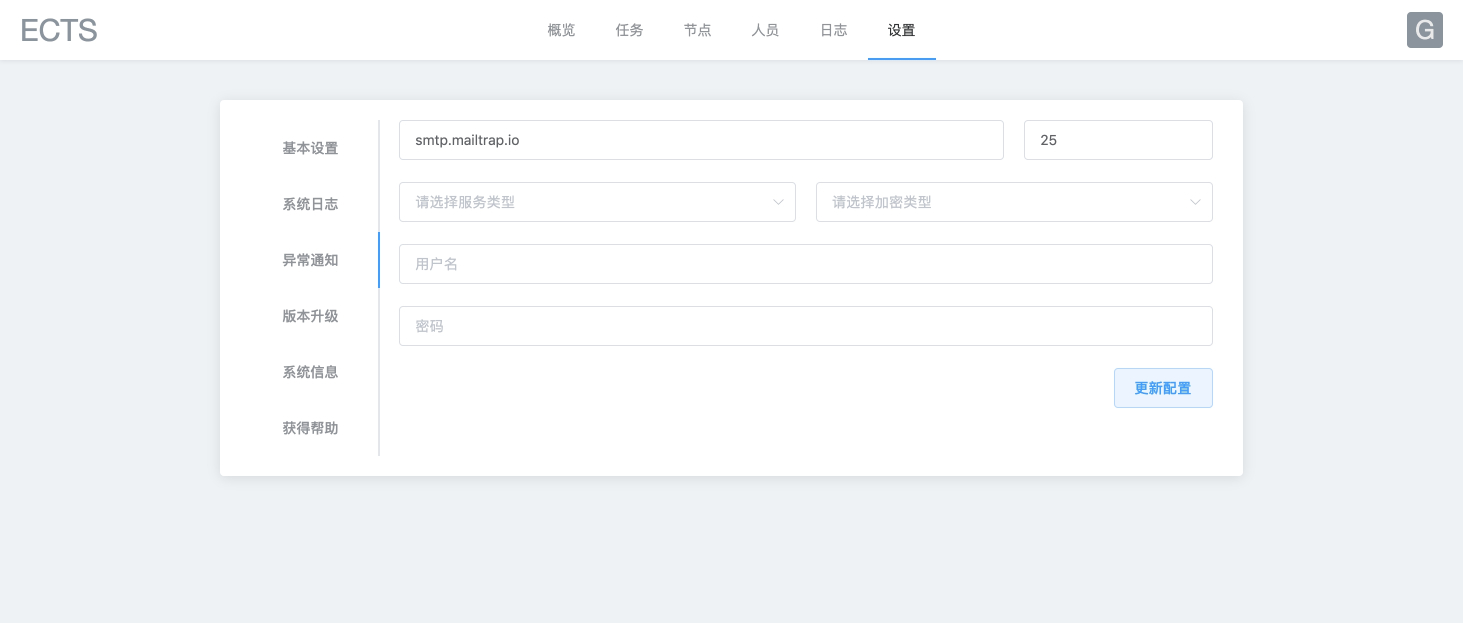 ECTS
概览 任务 节点 人员 日志 设置
G
基本设置
系统日志
异常通知
版本升级
系统信息
获得帮助
smtp.mailtrap.io 25
请选择服务类型 请选择加密类型
用户名
密码
更新配置